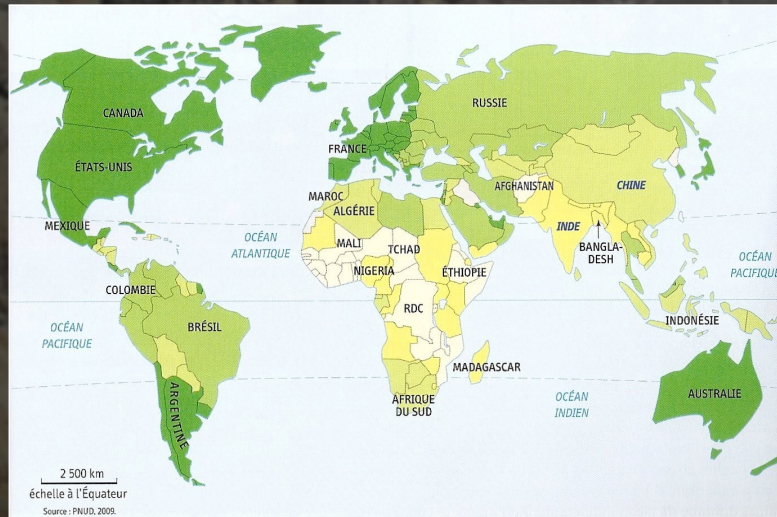 CANADA
ÉTATS-UNIS
MEXIQUE
COLOMBIE
BRÉSIL
ARGENTINE
OCÉAN
PACIFIQUE
OCÉAN
ATLANTIQUE
FRANCE
RUSSIE
MAROC
ALGÉRIE
MALI
TCHAD
NIGERIA
ÉTHIOPIE
RDC
MADAGASCAR
AFRIQUE
DU SUD
AFGHANISTAN
CHINE
INDE
BANGLA-
DESH
INDONÉSIE
OCÉAN
PACIFIQUE
OCÉAN
INDIEN
AUSTRALIE
2 500 km
échelle à l'Équateur
Source : PNUD, 2009.